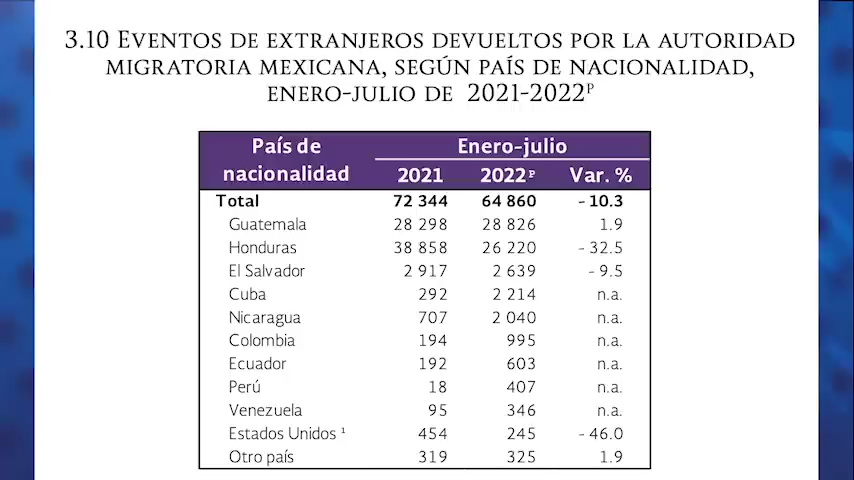 3.10 EVENTOS DE EXTRANJEROS DEVUELTOS POR LA AUTORIDAD
MIGRATORIA MEXICANA, SEGÚN PAÍS DE NACIONALIDAD,
ENERO-JULIO DE 2021-2022ᴾ
País de nacionalidad Enero-julio
2021 2022ᴾ Var. %
Total 72 344 64 860 - 10.3
Guatemala 28 298 28 826 1.9
Honduras 38 858 26 220 - 32.5
El Salvador 2 917 2 639 - 9.5
Cuba 292 2 214 n.a.
Nicaragua 707 2 040 n.a.
Colombia 194 995 n.a.
Ecuador 192 603 n.a.
Perú 18 407 n.a.
Venezuela 95 346 n.a.
Estados Unidos ¹ 454 245 - 46.0
Otro país 319 325 1.9